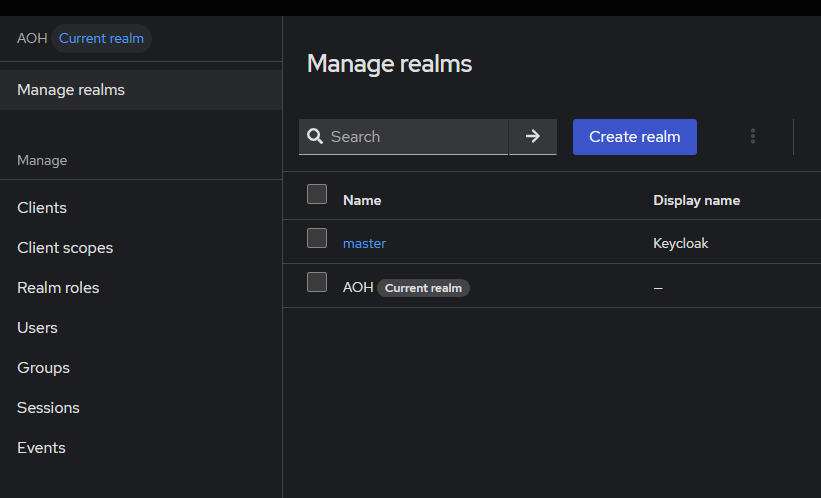 AOH Current realm
Manage realms
Manage
Clients
Client scopes
Realm roles
Users
Groups
Sessions
Events
Manage realms
Search
Create realm
Name Display name
master Keycloak
AOH Current realm –